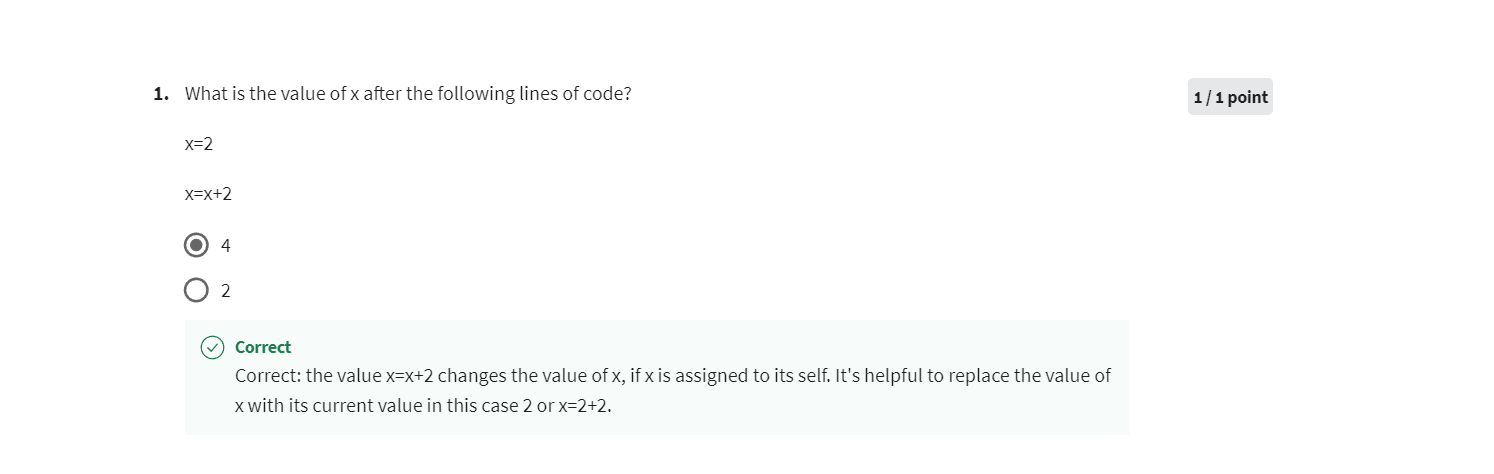 1. What is the value of x after the following lines of code?
1 / 1 point
x=2
x=x+2
4
2
Correct
Correct: the value x=x+2 changes the value of x, if x is assigned to its self. It's helpful to replace the value of
x with its current value in this case 2 or x=2+2.